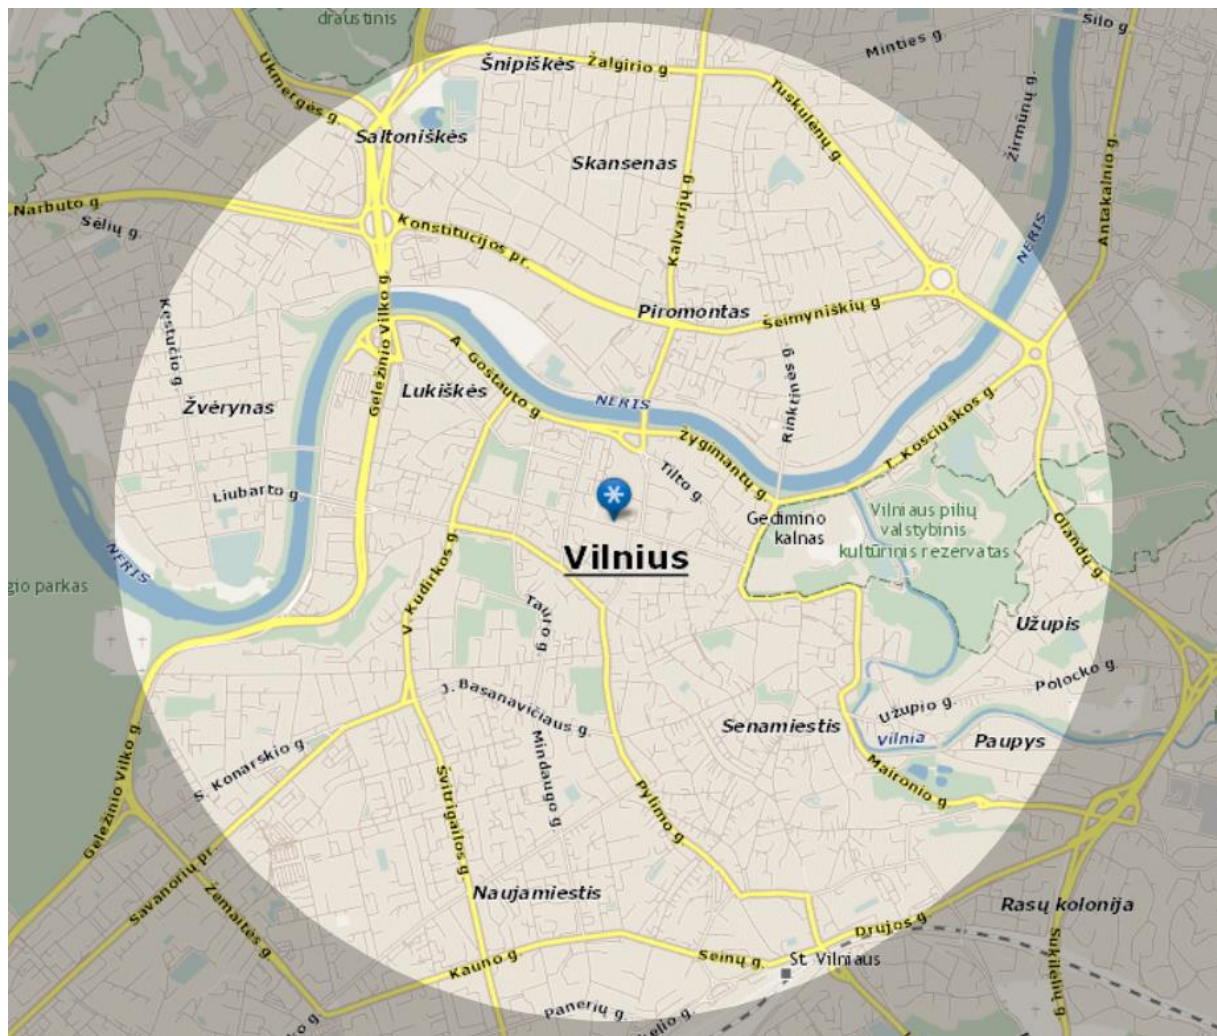 draustinis
Šilo g.
Minties g.
Šnipiškės
Žalgirio g
Ukmergės g.
Tuskulėnų g.
Žirmūnų g.
Saltoniškės
Skansenas
Antakalnio g.
Narbuto g.
Sėlių g.
Konstitucijos pr.
Kalvarijų g.
NERIS
Geležinio Vilko g.
Piromontas
Šeimyniškių g
Kęstučio g.
A. Goštauto g.
Lukiškės
Rinktinės g.
Žvėrynas
NERIS
T. Kosciuškos g.
Žygimantų g.
Tilto g.
Liubarto g.
Gedimino
kalnas
Vilniaus pilių
valstybinis
kultūrinis rezervatas
Olandų g.
Vilnius
NERIS
gio parkas
V. Kudirkos g.
Tauro g.
Užupis
Polocko g.
J. Basanavičiaus g.
Užupio g.
Senamiestis
Vilnia
Paupys
S. Konarskio g.
Mindaugo g.
Geležinio Vilko g.
Maironio g
Švitrigailos g.
Pylimo g
Savanorių pr.
Žemaitės g.
Naujamiestis
Rasų kolonija
Drujos g.
Kauno g.
Seinų g.
St. Vilniaus
Sukilėlių g.
Panerių g.
ko g.
kelio g.